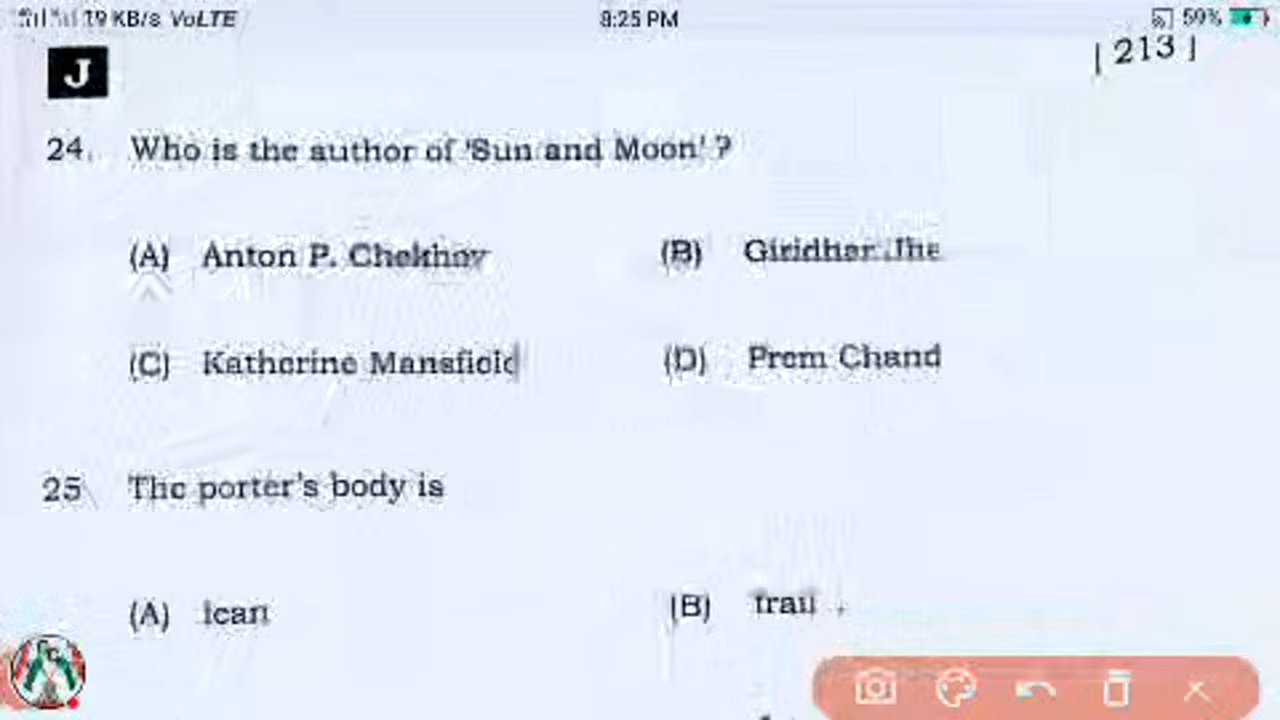 19 KB/s VoLTE 8:25 PM 59%
J [ 213 ]
24. Who is the author of 'Sun and Moon' ?
(A) Anton P. Chekhov (B) Giridhar Jha
(C) Katherine Mansfield (D) Prem Chand
25. The porter's body is
(A) lean (B) frail